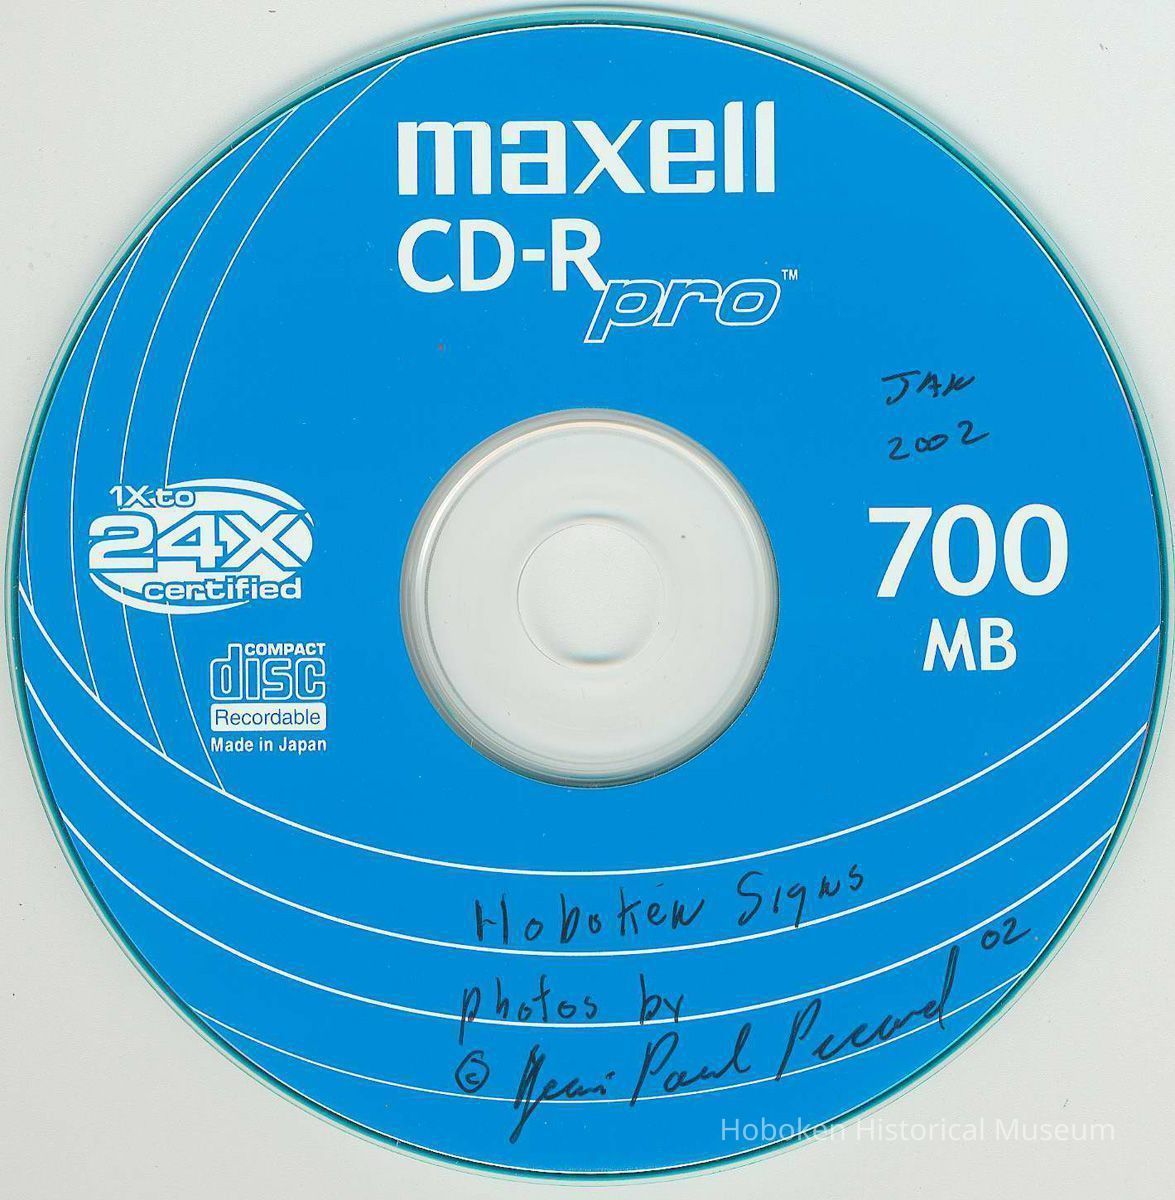 maxell
CD-R pro™
JAN
2002
1X to
24X
certified
700
MB
COMPACT
disc
Recordable
Made in Japan
Hoboken Signs
photos by
© Jean Paul Picard 02
Hoboken Historical Museum